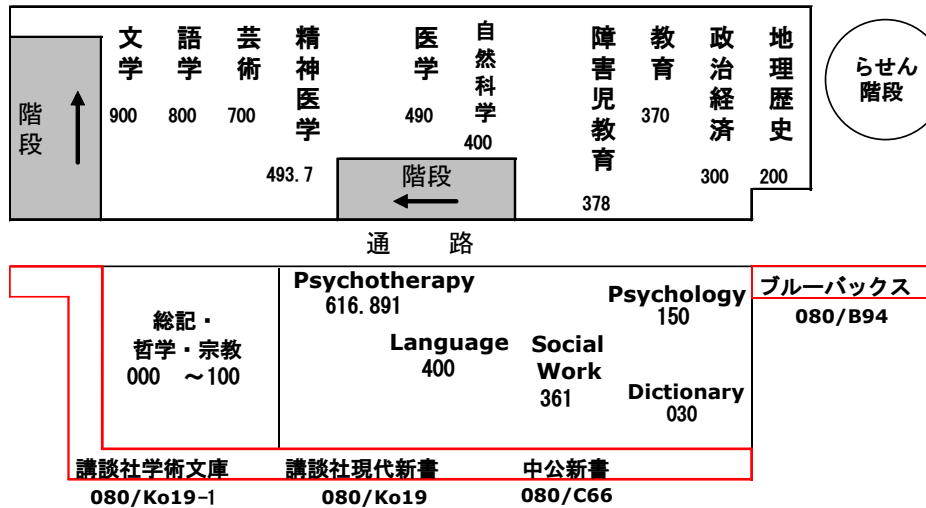 文学
900
語学
800
芸術
700
精神医学
493.7
医学
490
自然科学
400
障害児教育
378
教育
370
政治経済
300
地理歴史
200
らせん
階段
階段
階段
通 路
総記・
哲学・宗教
000 ～100
Psychotherapy
616.891
Language
400
Social
Work
361
Psychology
150
Dictionary
030
ブルーバックス
080/B94
講談社学術文庫
080/Ko19-1
講談社現代新書
080/Ko19
中公新書
080/C66